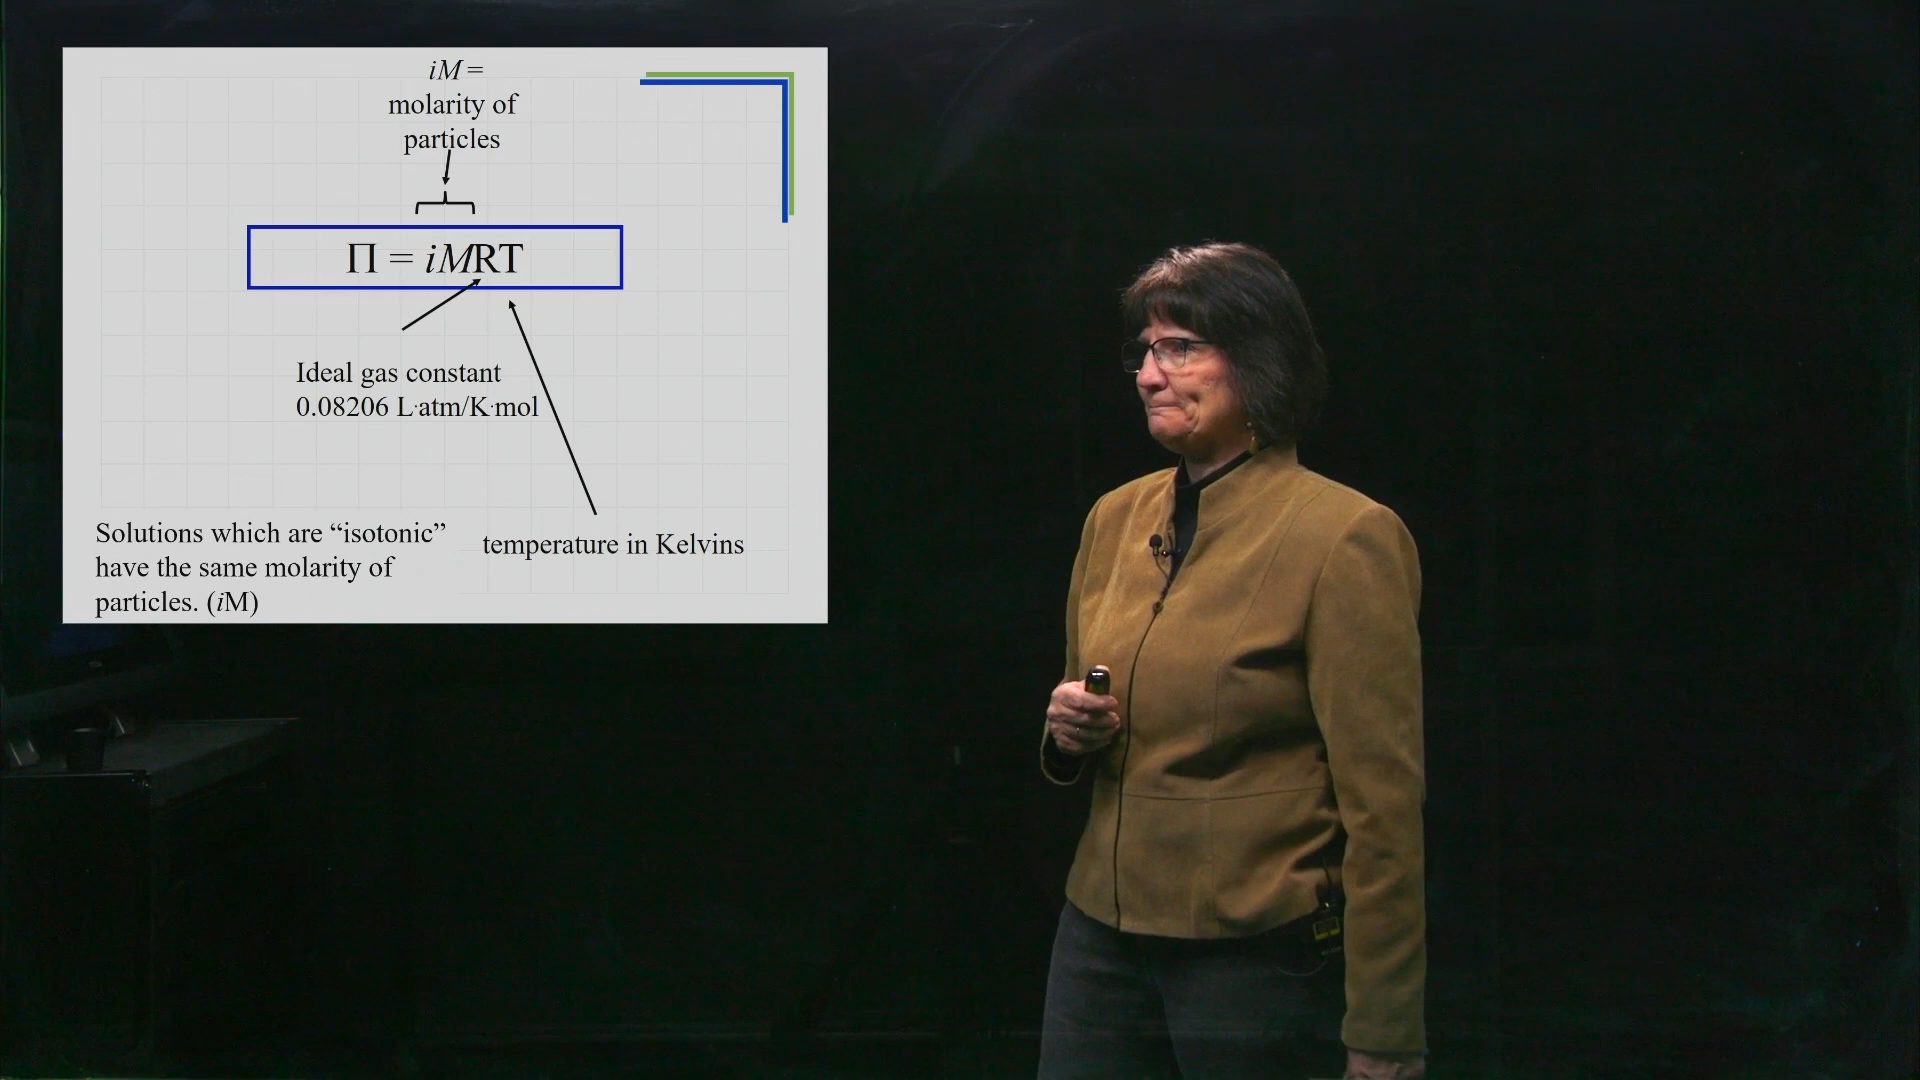 iM =
molarity of
particles
Π = iMRT
Ideal gas constant
0.08206 L·atm/K·mol
Solutions which are “isotonic”
have the same molarity of
particles. (iM)
temperature in Kelvins